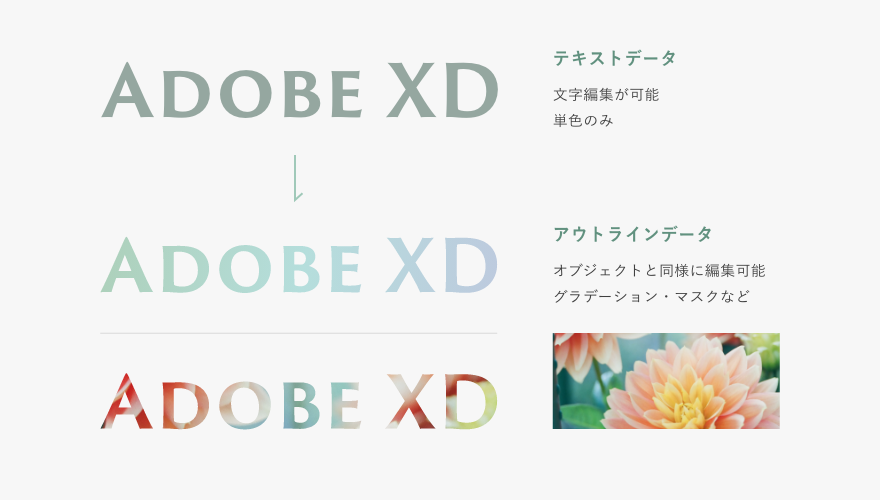 ADOBE XD
テキストデータ
文字編集が可能
単色のみ
ADOBE XD
アウトラインデータ
オブジェクトと同様に編集可能
グラデーション・マスクなど
ADOBE XD